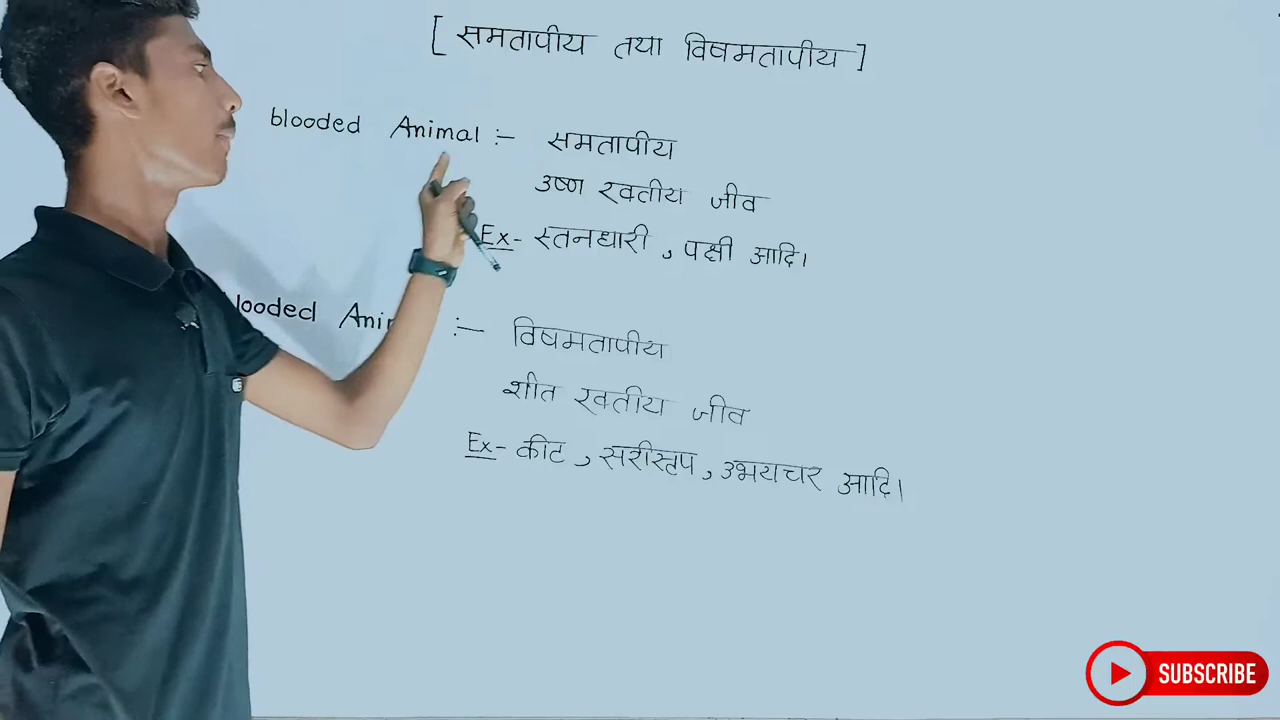 [ समतापीय तथा विषमतापीय ]
blooded Animal :- समतापीय
उष्ण रक्तीय जीव
Ex- स्तनधारी , पक्षी आदि।
blooded :- विषमतापीय
शीत रक्तीय जीव
Ex- कीट , सरीसृप , उभयचर आदि।
SUBSCRIBE